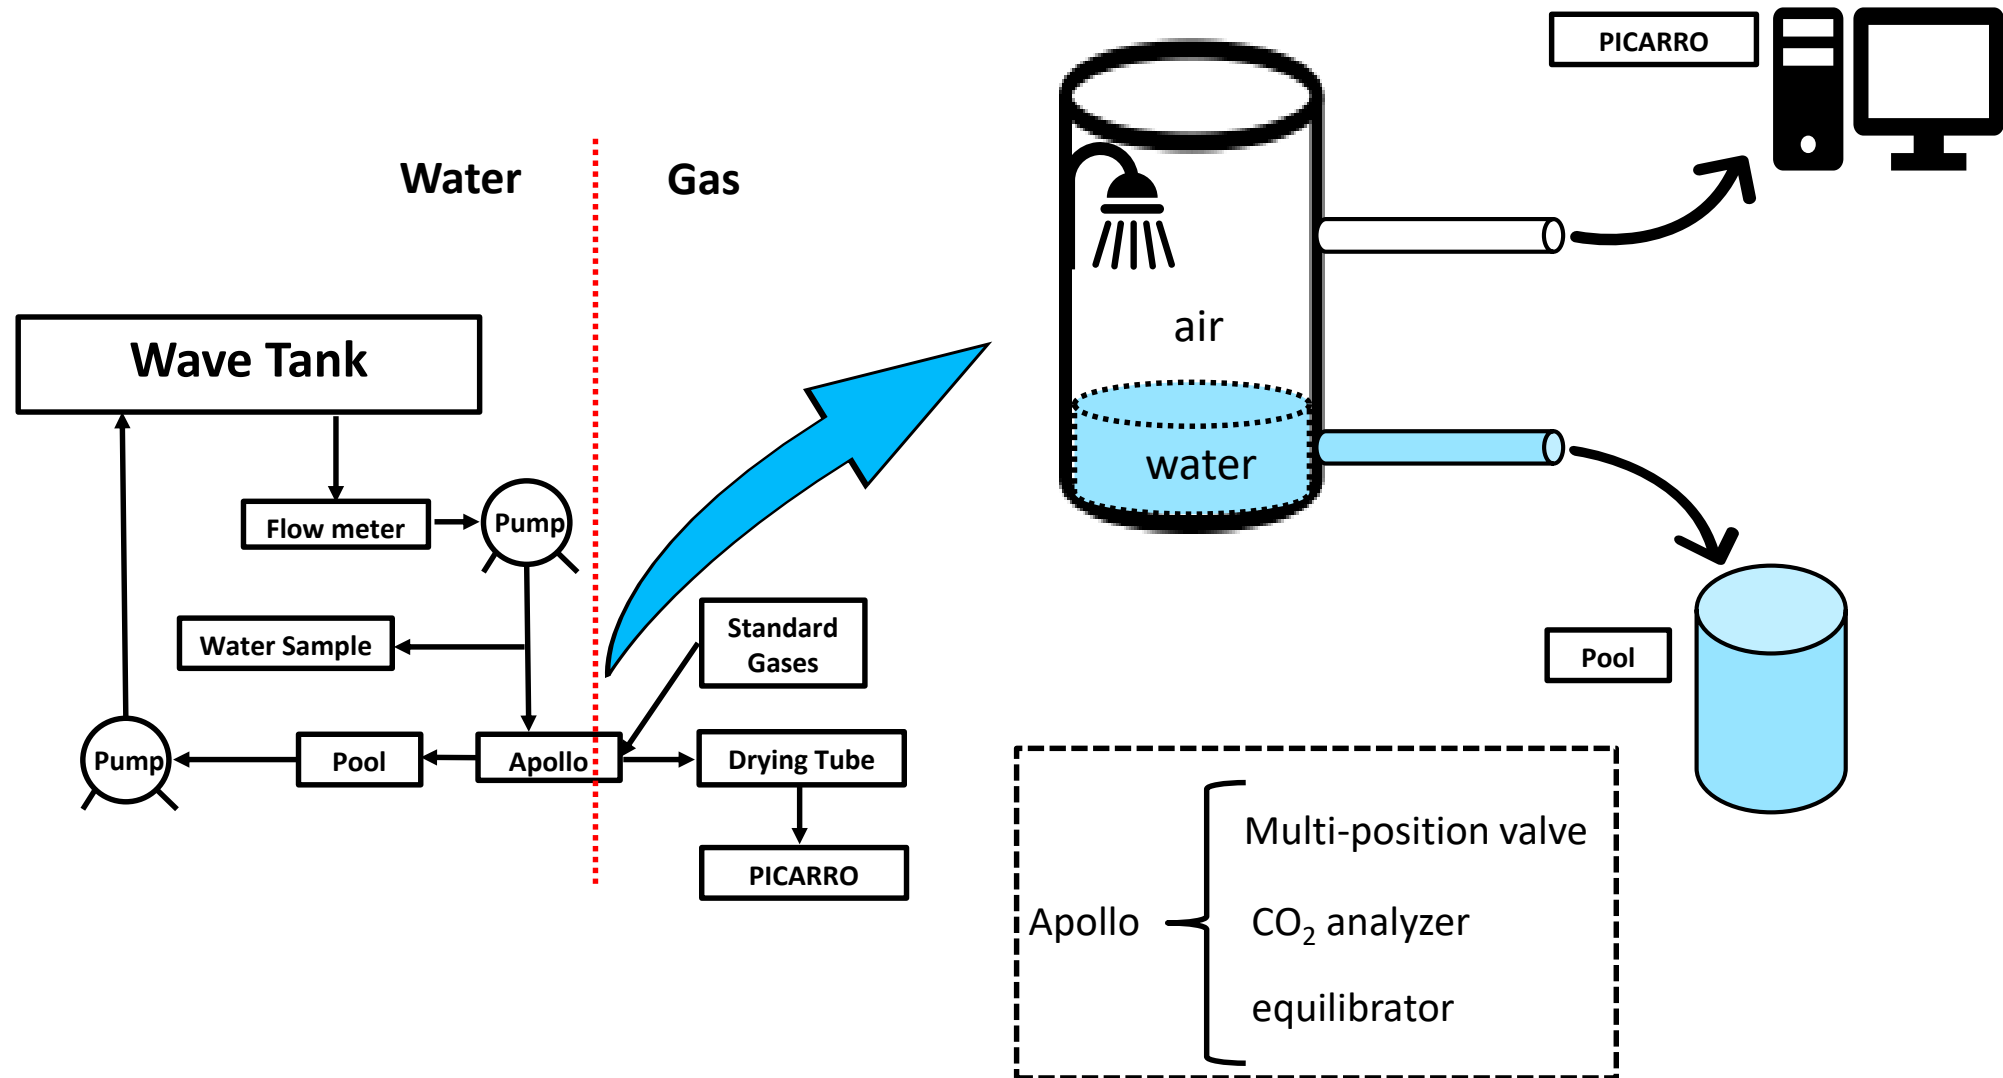 PICARRO
Water
Gas
Wave Tank
air
water
Flow meter
Pump
Water Sample
Standard
Gases
Pool
Pump
Pool
Apollo
Drying Tube
PICARRO
Multi-position valve
Apollo
CO₂ analyzer
equilibrator